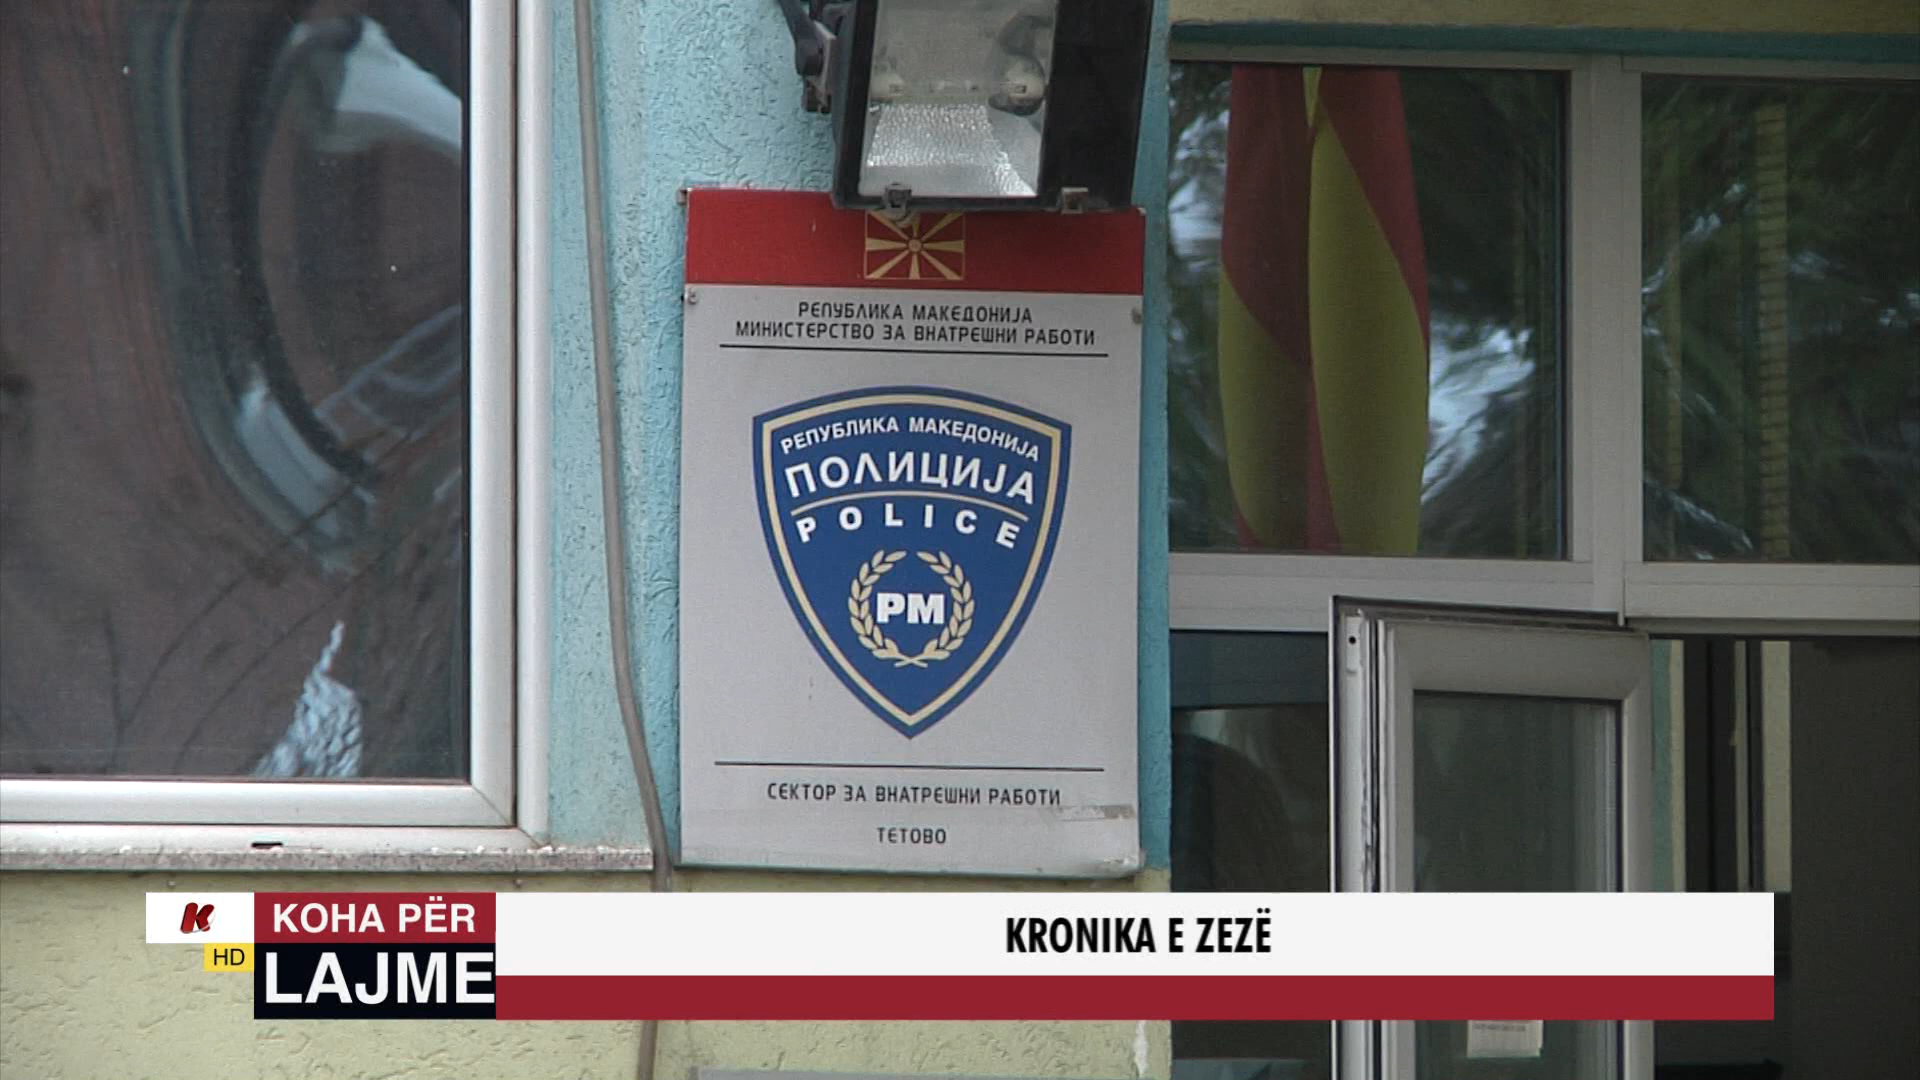 РЕПУБЛИКА МАКЕДОНИЈА
МИНИСТЕРСТВО ЗА ВНАТРЕШНИ РАБОТИ
РЕПУБЛИКА МАКЕДОНИЈА
ПОЛИЦИЈА
POLICE
РМ
СЕКТОР ЗА ВНАТРЕШНИ РАБОТИ
ТЕТОВО
K
HD
KOHA PËR
LAJME
KRONIKA E ZEZË